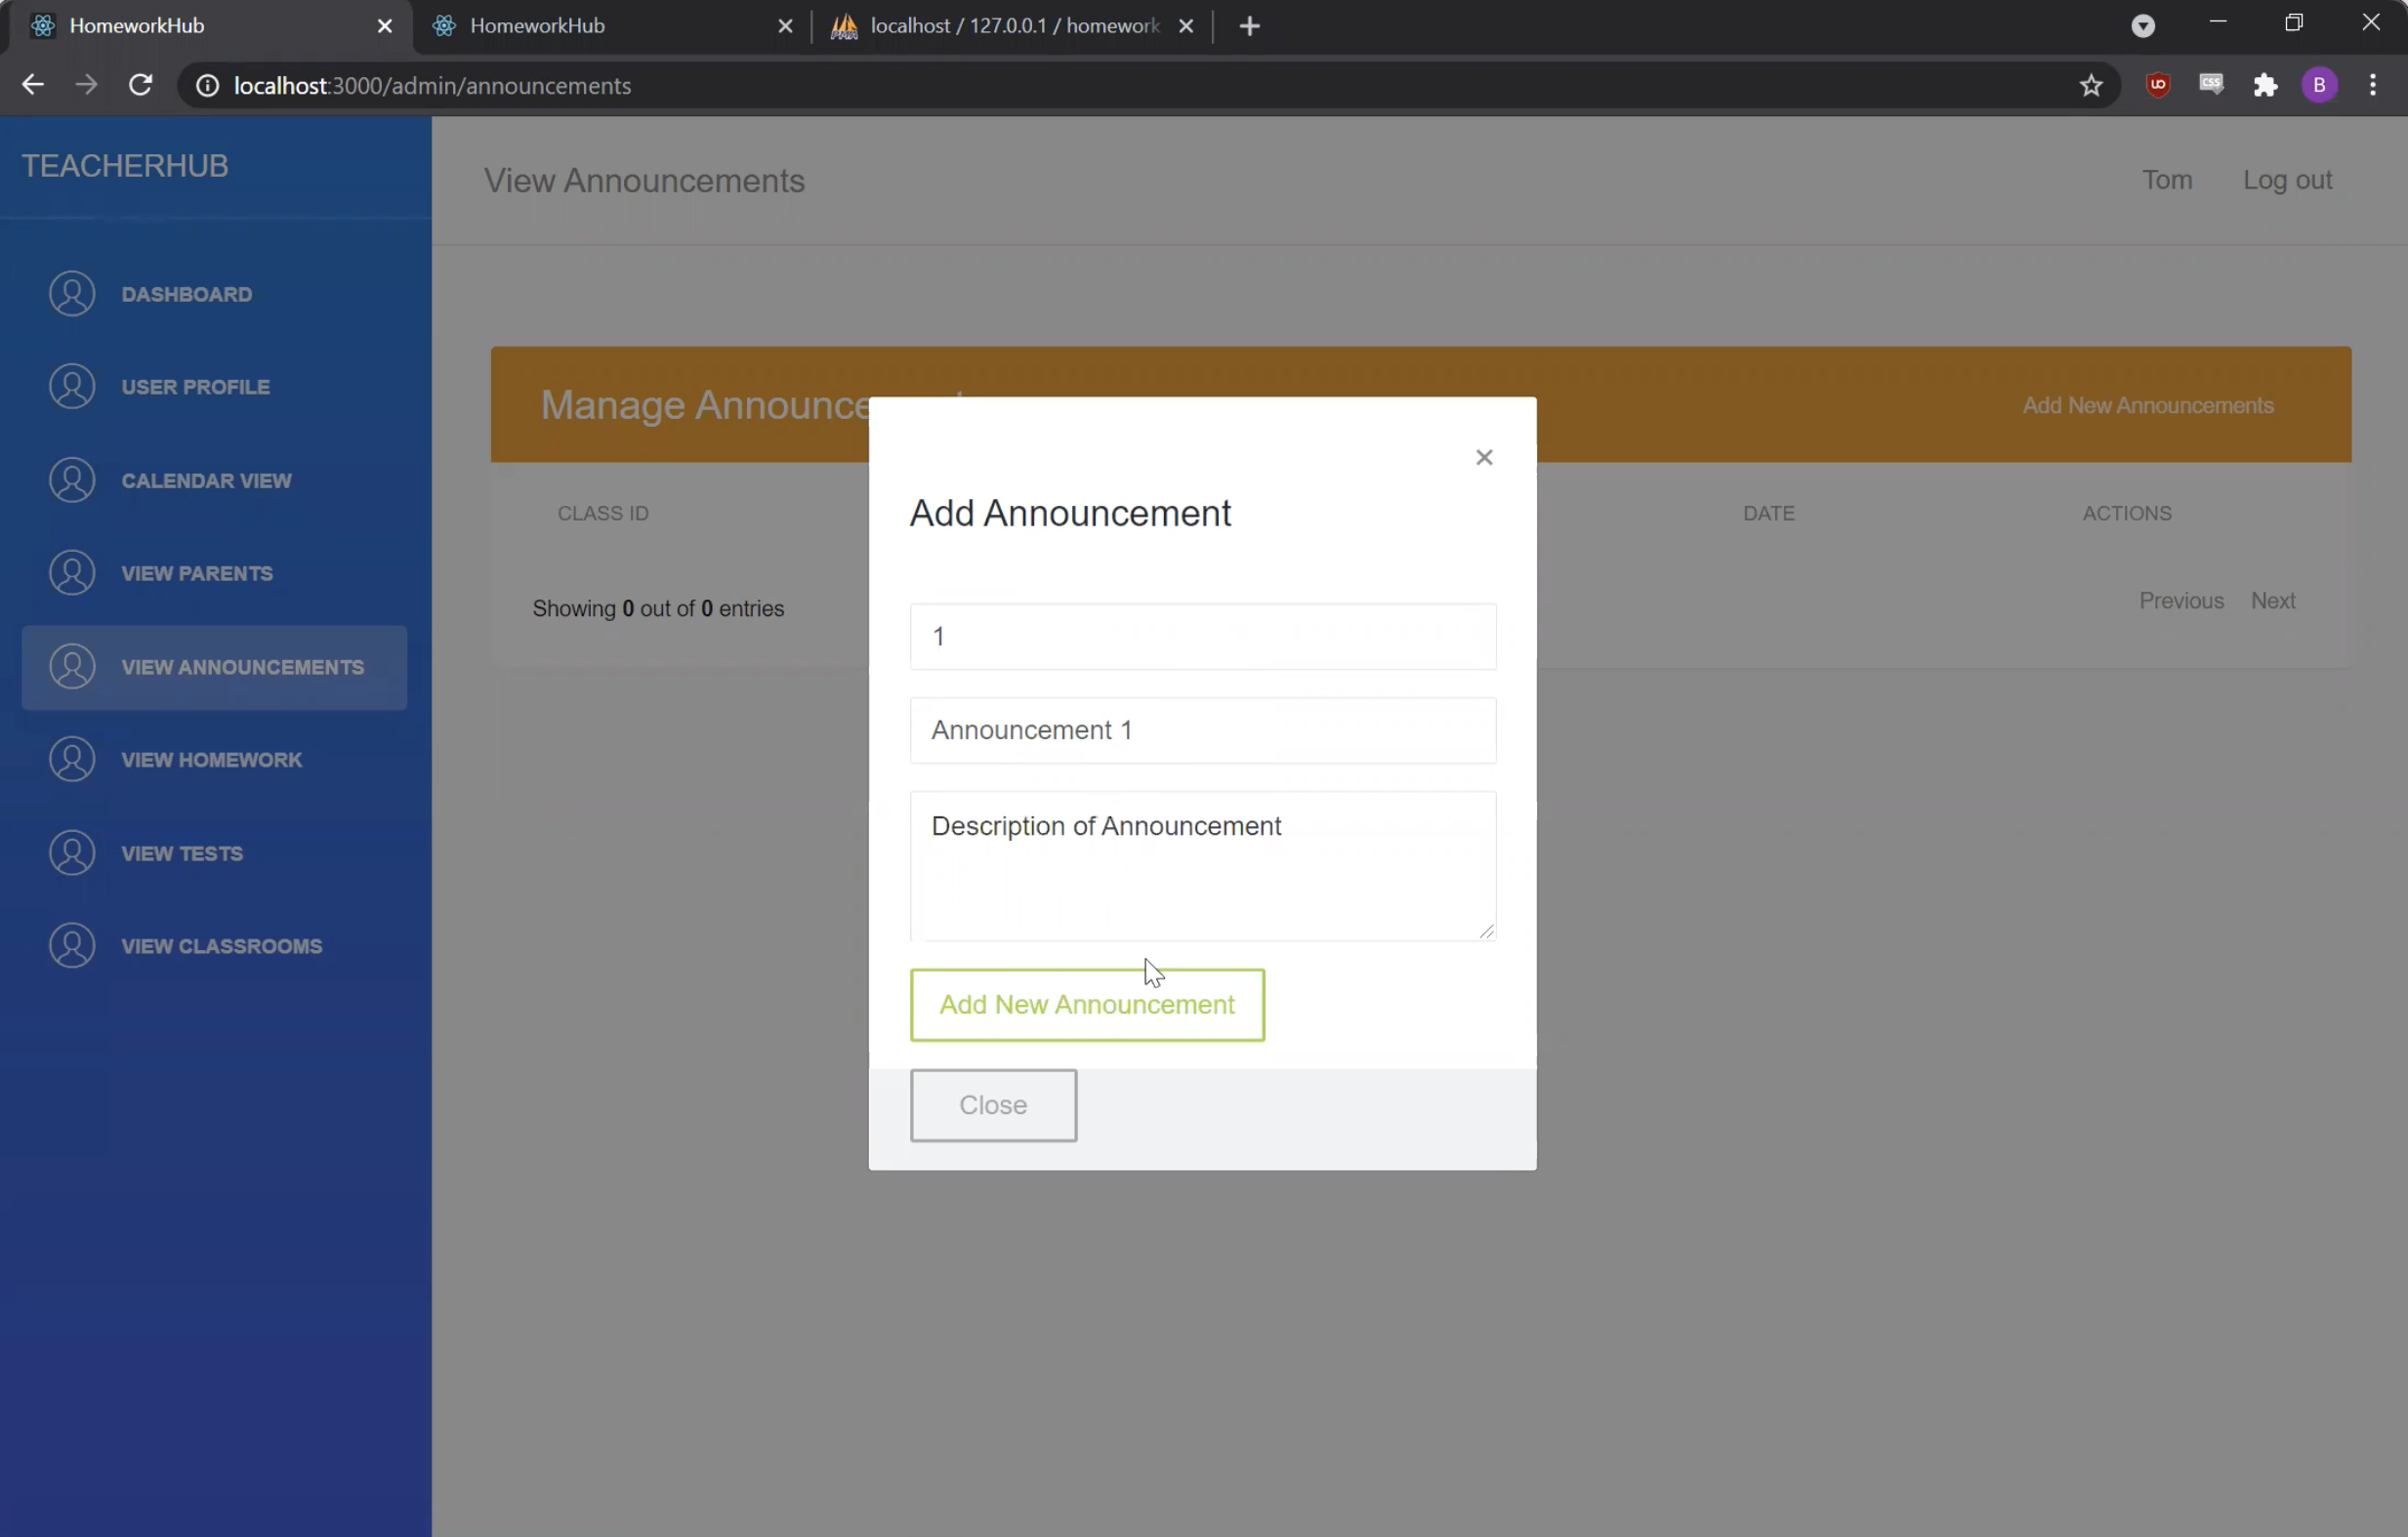 HomeworkHub
HomeworkHub
localhost / 127.0.0.1 / homework
localhost:3000/admin/announcements
B
TEACHERHUB
View Announcements
Tom
Log out
DASHBOARD
USER PROFILE
CALENDAR VIEW
VIEW PARENTS
VIEW ANNOUNCEMENTS
VIEW HOMEWORK
VIEW TESTS
VIEW CLASSROOMS
Manage Announce
Add New Announcements
CLASS ID
DATE
ACTIONS
Showing 0 out of 0 entries
Previous
Next
Add Announcement
1
Announcement 1
Description of Announcement
Add New Announcement
Close